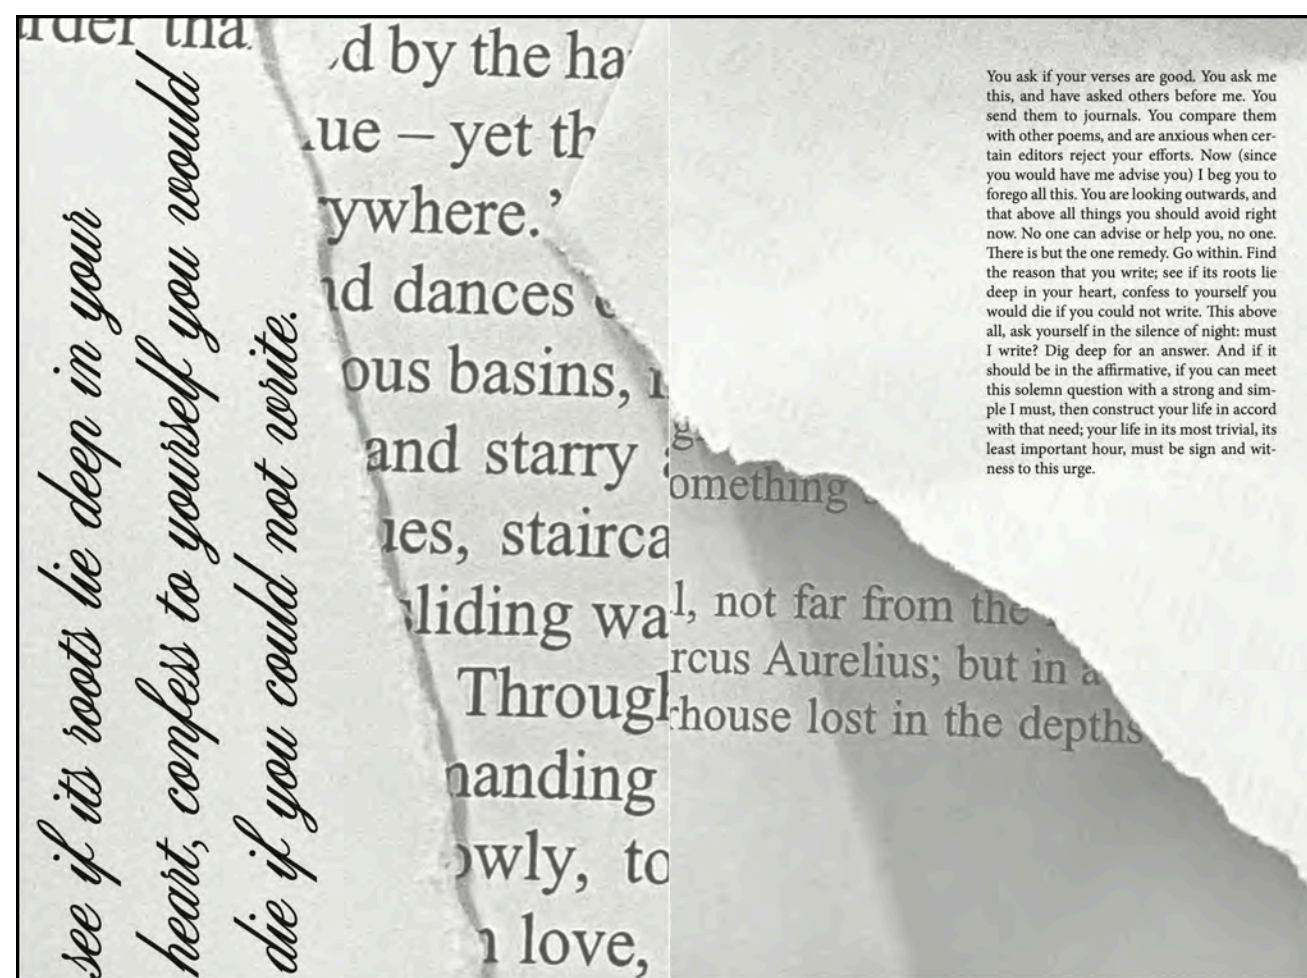 see if its roots lie deep in your
heart, confess to yourself you would
die if you could not write.
tha
d by the ha
ue – yet th
ywhere.’
d dances
ous basins,
and starry
ies, stairca
sliding wa
Throug
handing
owly, to
love,
g
omething
l, not far from the
rcus Aurelius; but in a
rhouse lost in the depths
You ask if your verses are good. You ask me
this, and have asked others before me. You
send them to journals. You compare them
with other poems, and are anxious when cer-
tain editors reject your efforts. Now (since
you would have me advise you) I beg you to
forego all this. You are looking outwards, and
that above all things you should avoid right
now. No one can advise or help you, no one.
There is but the one remedy. Go within. Find
the reason that you write; see if its roots lie
deep in your heart, confess to yourself you
would die if you could not write. This above
all, ask yourself in the silence of night: must
I write? Dig deep for an answer. And if it
should be in the affirmative, if you can meet
this solemn question with a strong and sim-
ple I must, then construct your life in accord
with that need; your life in its most trivial, its
least important hour, must be sign and wit-
ness to this urge.